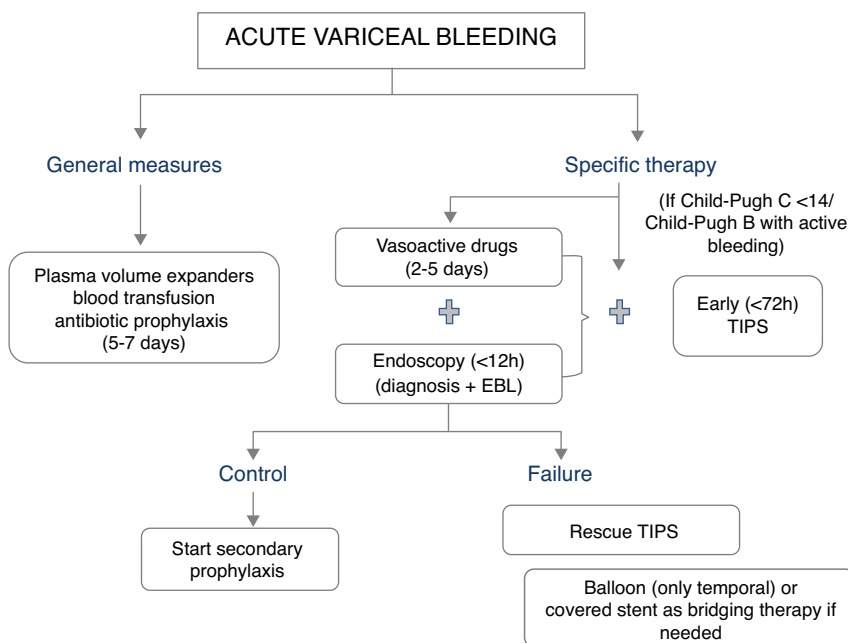 ACUTE VARICEAL BLEEDING
General measures
Specific therapy
(If Child-Pugh C <14/
Child-Pugh B with active
bleeding)
Plasma volume expanders
blood transfusion
antibiotic prophylaxis
(5-7 days)
Vasoactive drugs
(2-5 days)
Early (<72h)
TIPS
Endoscopy (<12h)
(diagnosis + EBL)
Control
Failure
Start secondary
prophylaxis
Rescue TIPS
Balloon (only temporal) or
covered stent as bridging therapy if
needed